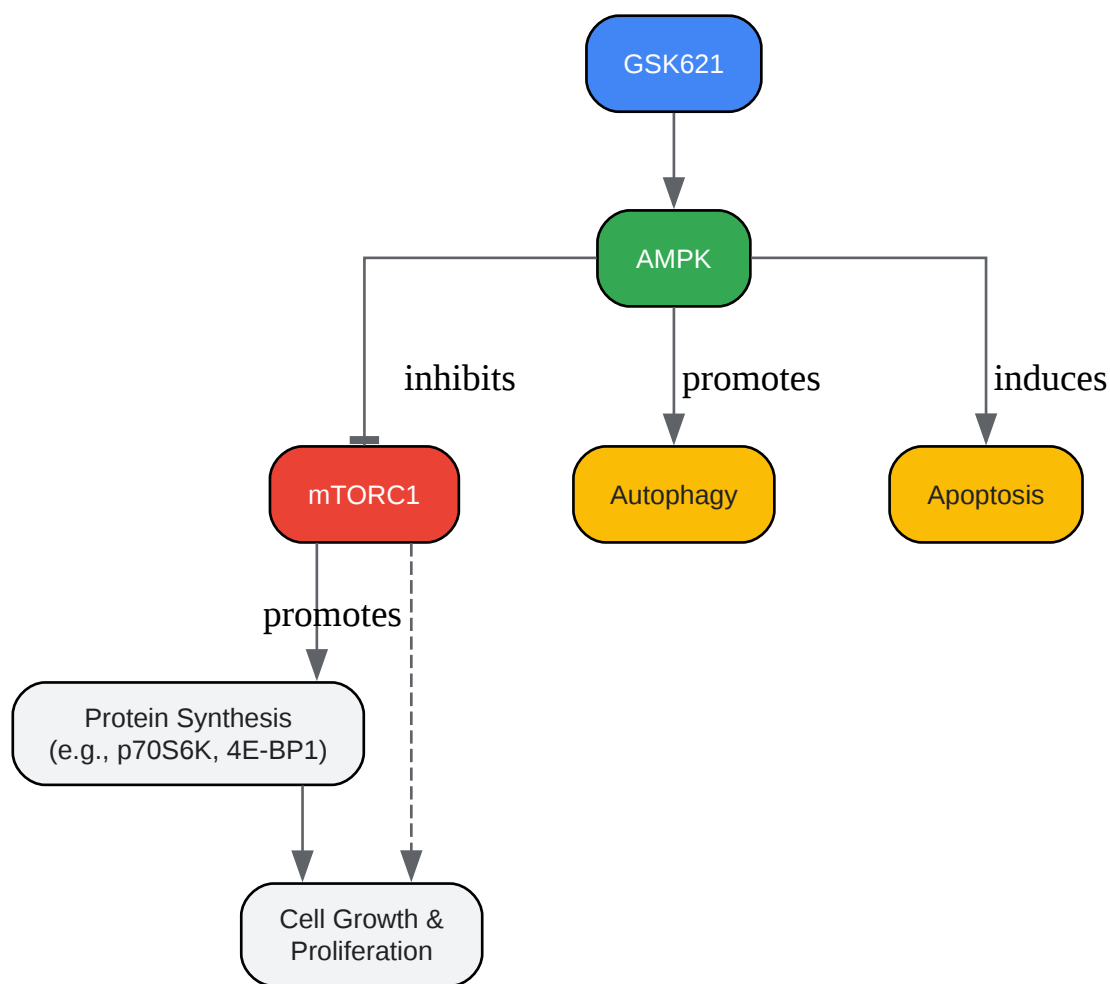 GSK621
AMPK
inhibits
promotes
induces
mTORC1
Autophagy
Apoptosis
promotes
Protein Synthesis
(e.g., p70S6K, 4E-BP1)
Cell Growth &
Proliferation